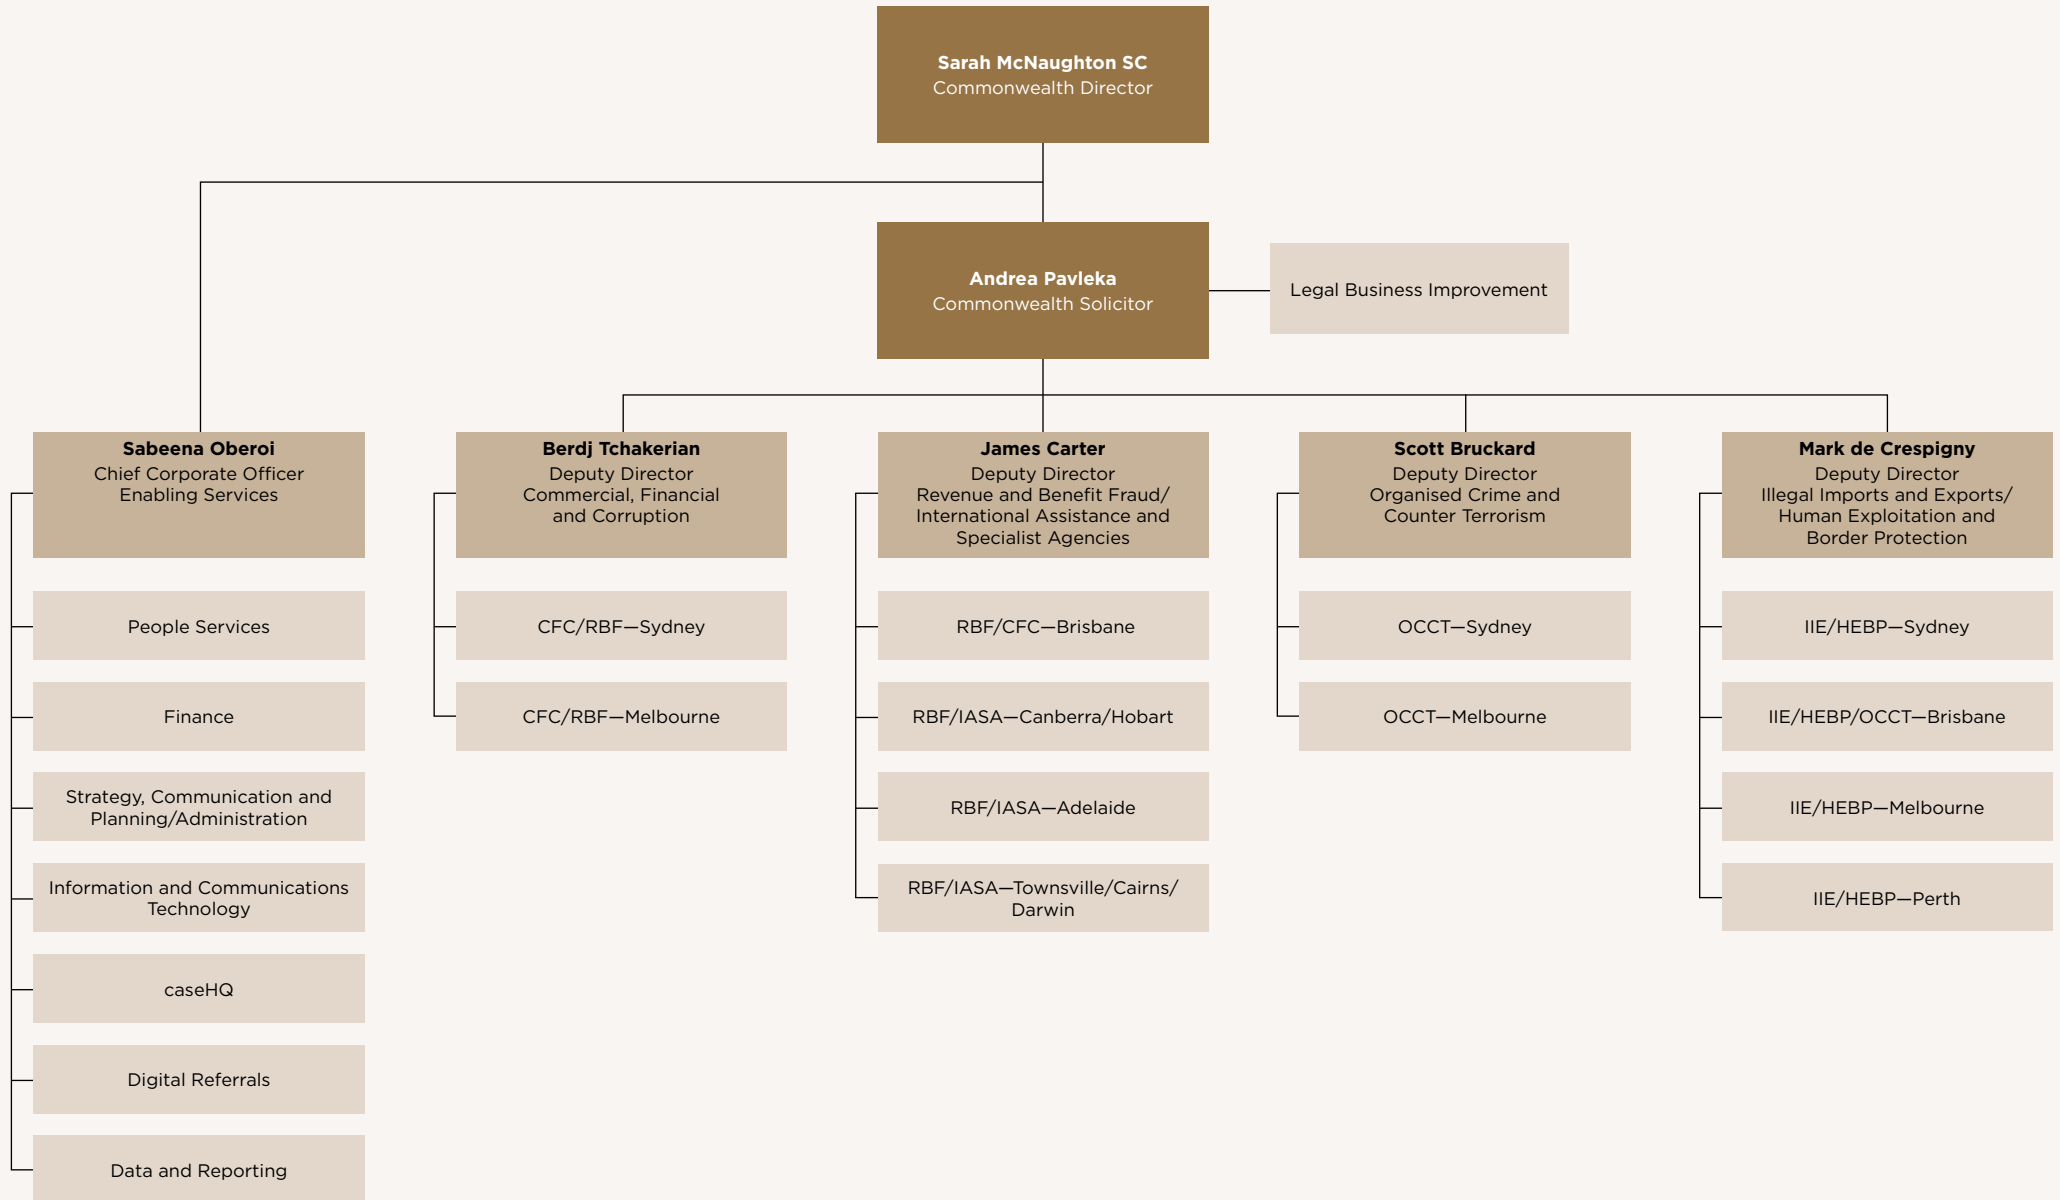 Sarah McNaughton SC
Commonwealth Director
Andrea Pavleka
Commonwealth Solicitor
Legal Business Improvement
Sabeena Oberoi
Chief Corporate Officer
Enabling Services
People Services
Finance
Strategy, Communication and
Planning/Administration
Information and Communications
Technology
caseHQ
Digital Referrals
Data and Reporting
Berdj Tchakerian
Deputy Director
Commercial, Financial
and Corruption
CFC/RBF—Sydney
CFC/RBF—Melbourne
James Carter
Deputy Director
Revenue and Benefit Fraud/
International Assistance and
Specialist Agencies
RBF/CFC—Brisbane
RBF/IASA—Canberra/Hobart
RBF/IASA—Adelaide
RBF/IASA—Townsville/Cairns/
Darwin
Scott Bruckard
Deputy Director
Organised Crime and
Counter Terrorism
OCCT—Sydney
OCCT—Melbourne
Mark de Crespigny
Deputy Director
Illegal Imports and Exports/
Human Exploitation and
Border Protection
IIE/HEBP—Sydney
IIE/HEBP/OCCT—Brisbane
IIE/HEBP—Melbourne
IIE/HEBP—Perth